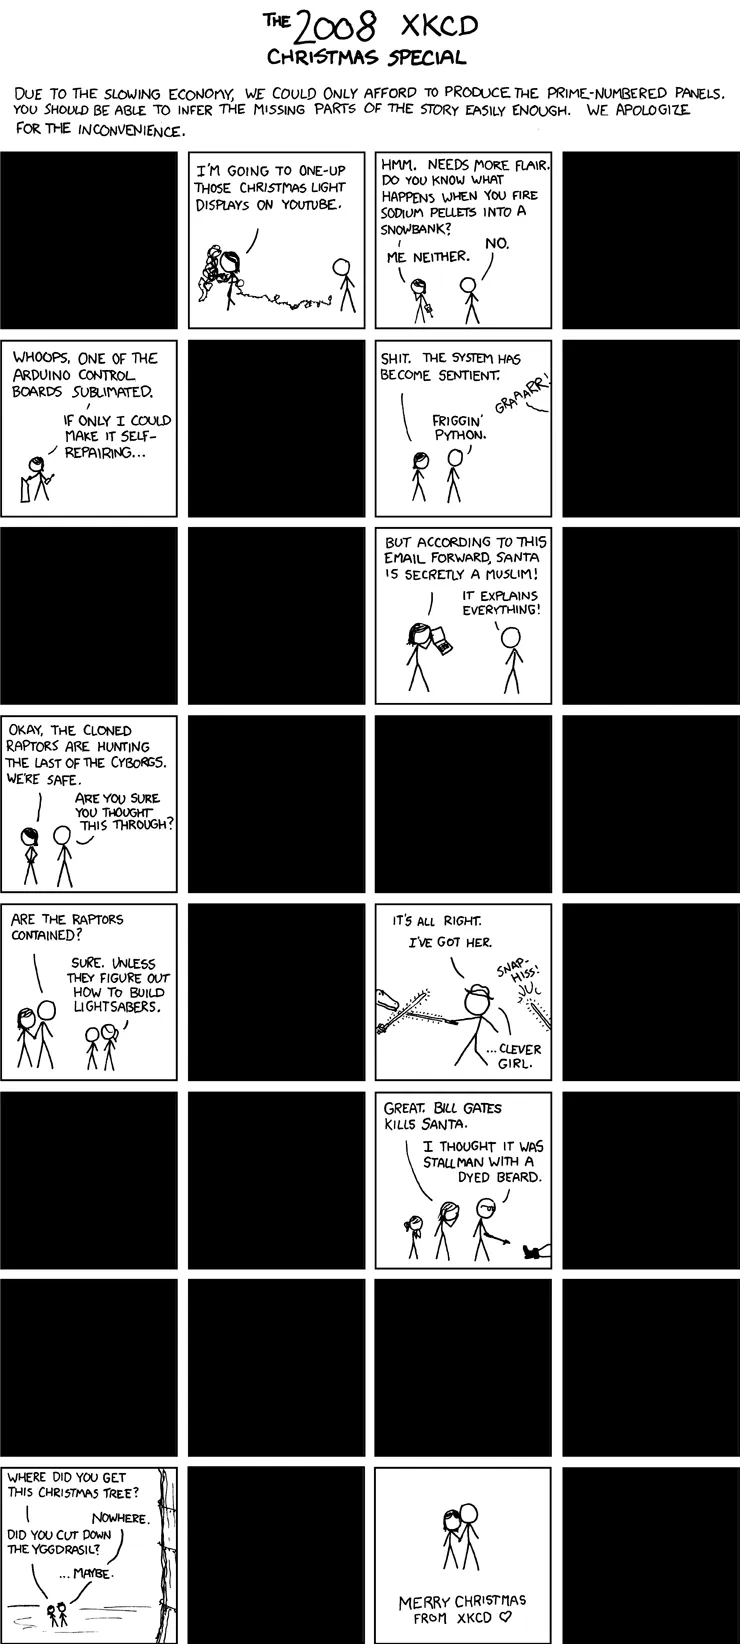 THE 2008 XKCD
CHRISTMAS SPECIAL
DUE TO THE SLOWING ECONOMY, WE COULD ONLY AFFORD TO PRODUCE THE PRIME-NUMBERED PANELS.
YOU SHOULD BE ABLE TO INFER THE MISSING PARTS OF THE STORY EASILY ENOUGH. WE APOLOGIZE
FOR THE INCONVENIENCE.
I'M GOING TO ONE-UP
THOSE CHRISTMAS LIGHT
DISPLAYS ON YOUTUBE.
HMM. NEEDS MORE FLAIR.
DO YOU KNOW WHAT
HAPPENS WHEN YOU FIRE
SODIUM PELLETS INTO A
SNOWBANK?
NO.
ME NEITHER.
WHOOPS, ONE OF THE
ARDUINO CONTROL
BOARDS SUBLIMATED.
IF ONLY I COULD
MAKE IT SELF-
REPAIRING...
SHIT. THE SYSTEM HAS
BECOME SENTIENT.
GRAAAARR!
FRIGGIN'
PYTHON.
BUT ACCORDING TO THIS
EMAIL FORWARD, SANTA
IS SECRETLY A MUSLIM!
IT EXPLAINS
EVERYTHING!
OKAY, THE CLONED
RAPTORS ARE HUNTING
THE LAST OF THE CYBORGS.
WE'RE SAFE.
ARE YOU SURE
YOU THOUGHT
THIS THROUGH?
ARE THE RAPTORS
CONTAINED?
SURE. UNLESS
THEY FIGURE OUT
HOW TO BUILD
LIGHTSABERS.
IT'S ALL RIGHT.
I'VE GOT HER.
SNAP-
HISS!
...CLEVER
GIRL.
GREAT. BILL GATES
KILLS SANTA.
I THOUGHT IT WAS
STALLMAN WITH A
DYED BEARD.
WHERE DID YOU GET
THIS CHRISTMAS TREE?
NOWHERE.
DID YOU CUT DOWN
THE YGGDRASIL?
...MAYBE.
MERRY CHRISTMAS
FROM XKCD ♡